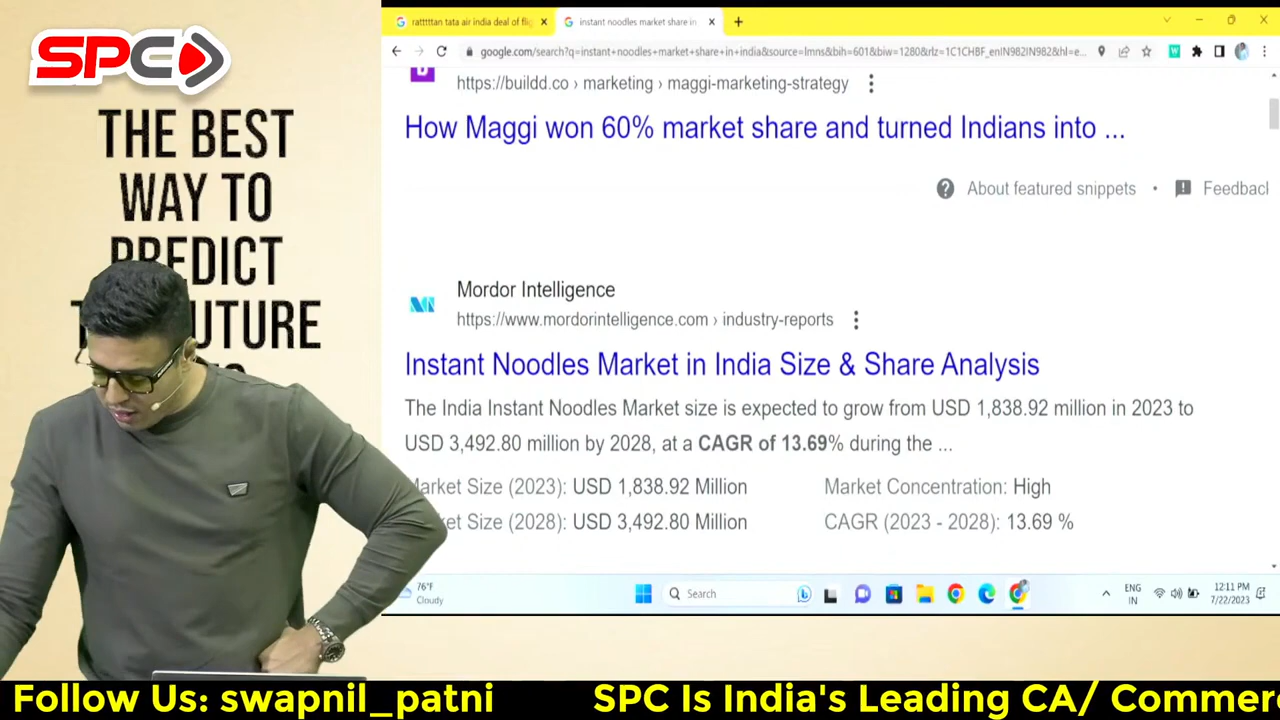 SPC
THE BEST
WAY TO
PREDICT
UTURE
Follow Us: swapnil_patni
SPC Is India's Leading CA/ Commer
ratttttan tata air india deal of fli
instant noodles market share in
google.com/search?q=instant+noodles+market+share+in+india&source=lmns&bih=601&biw=1280&rlz=1C1CHBF_enIN982IN982&hl=e...
https://buildd.co › marketing › maggi-marketing-strategy
How Maggi won 60% market share and turned Indians into ...
About featured snippets • Feedback
Mordor Intelligence
https://www.mordorintelligence.com › industry-reports
Instant Noodles Market in India Size & Share Analysis
The India Instant Noodles Market size is expected to grow from USD 1,838.92 million in 2023 to
USD 3,492.80 million by 2028, at a CAGR of 13.69% during the ...
Market Size (2023): USD 1,838.92 Million
Market Concentration: High
et Size (2028): USD 3,492.80 Million
CAGR (2023 - 2028): 13.69 %
76°F
Cloudy
Search
ENG
IN
12:11 PM
7/22/2023